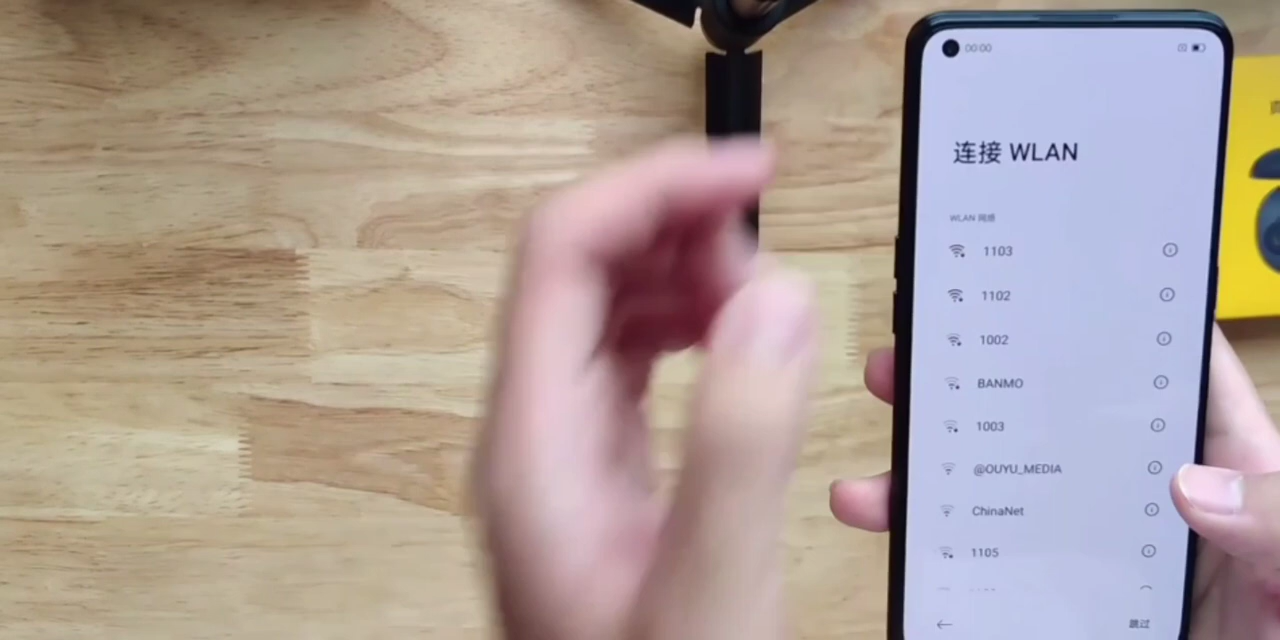 00:00
连接 WLAN
WLAN 网络
1103
1102
1002
BANMO
1003
@OUYU_MEDIA
ChinaNet
1105
跳过